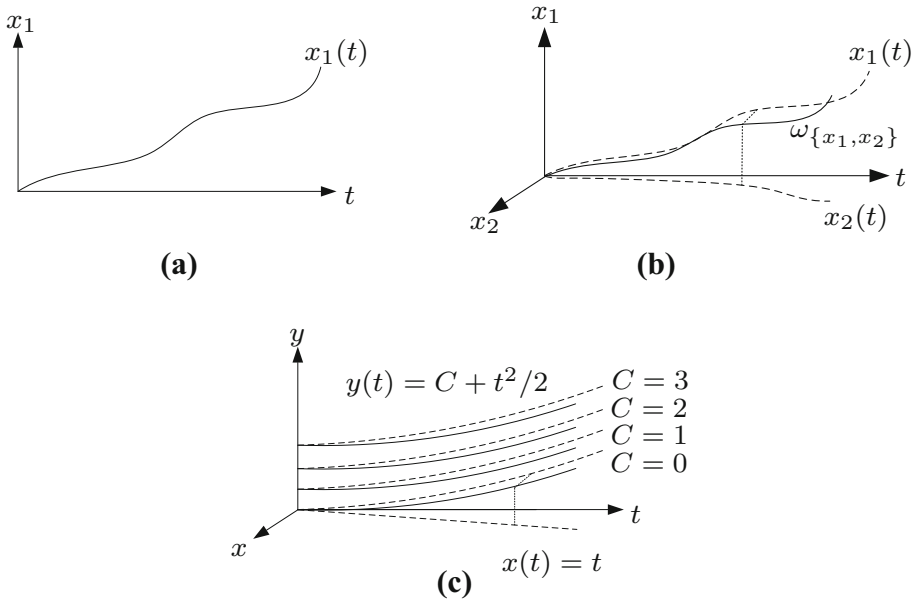 x₁
x₁(t)
t
(a)
x₁
x₁(t)
ω{x₁,x₂}
t
x₂
x₂(t)
(b)
y
y(t) = C + t²/2
C = 3
C = 2
C = 1
C = 0
t
x
x(t) = t
(c)